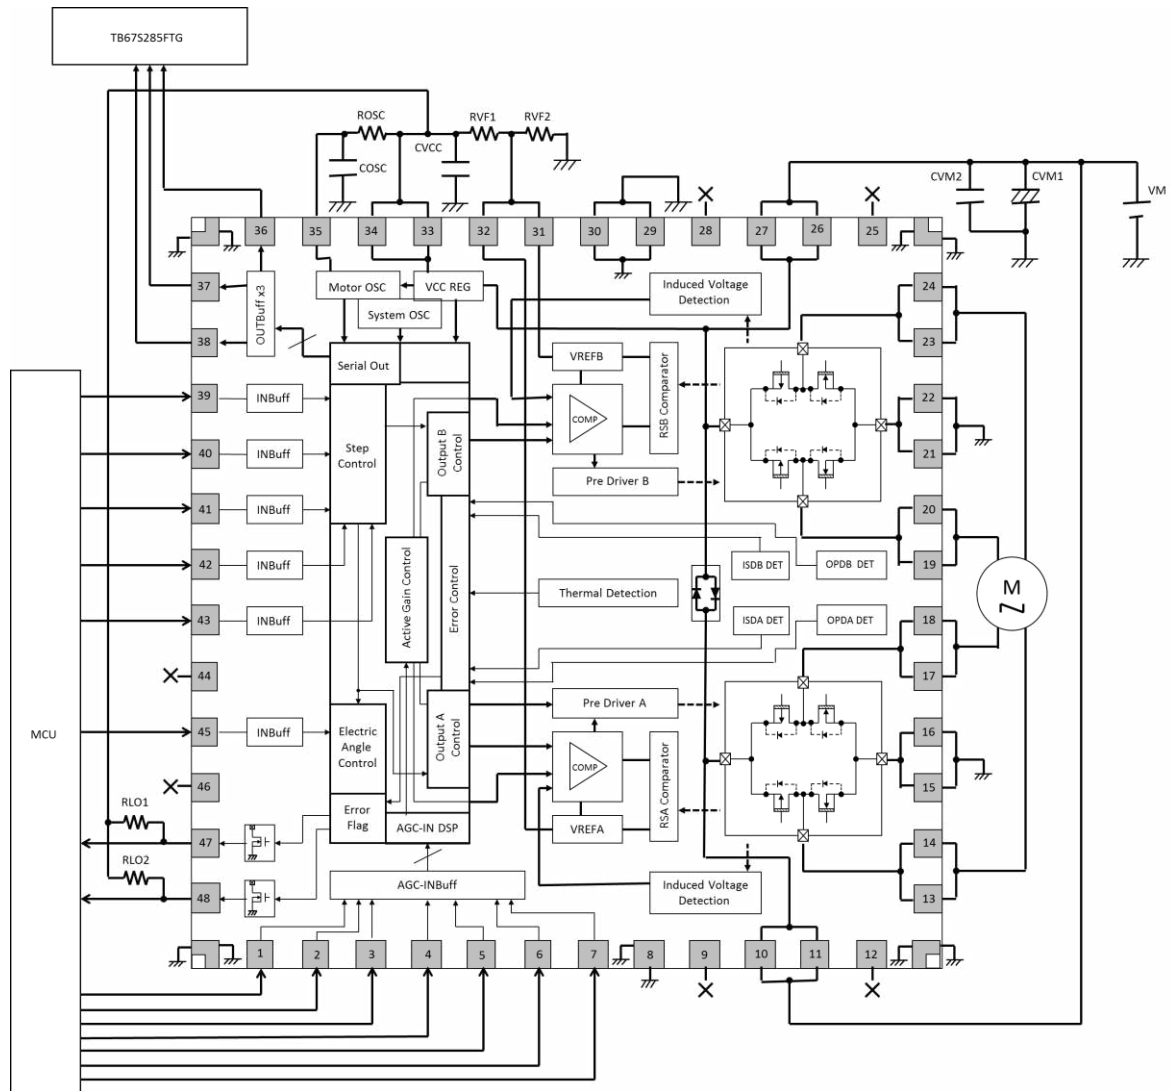 TB67S285FTG
ROSC
RVF1
RVF2
COSC
CVCC
CVM2
CVM1
VM
36
35
34
33
32
31
30
29
28
27
26
25
37
OUTBuff x3
Motor OSC
VCC REG
System OSC
Induced Voltage
Detection
24
38
Serial Out
VREFB
RSB Comparator
23
39
INBuff
COMP
22
Step
Control
Output B
Control
40
INBuff
21
Pre Driver B
41
INBuff
20
42
INBuff
Active Gain Control
Error Control
ISDB DET
OPDB DET
19
Thermal Detection
M
43
INBuff
ISDA DET
OPDA DET
18
44
17
MCU
45
INBuff
Electric
Angle
Control
Output A
Control
Pre Driver A
16
COMP
RSA Comparator
46
15
RLO1
Error
Flag
AGC-IN DSP
VREFA
47
14
RLO2
48
AGC-INBuff
Induced Voltage
Detection
13
1
2
3
4
5
6
7
8
9
10
11
12